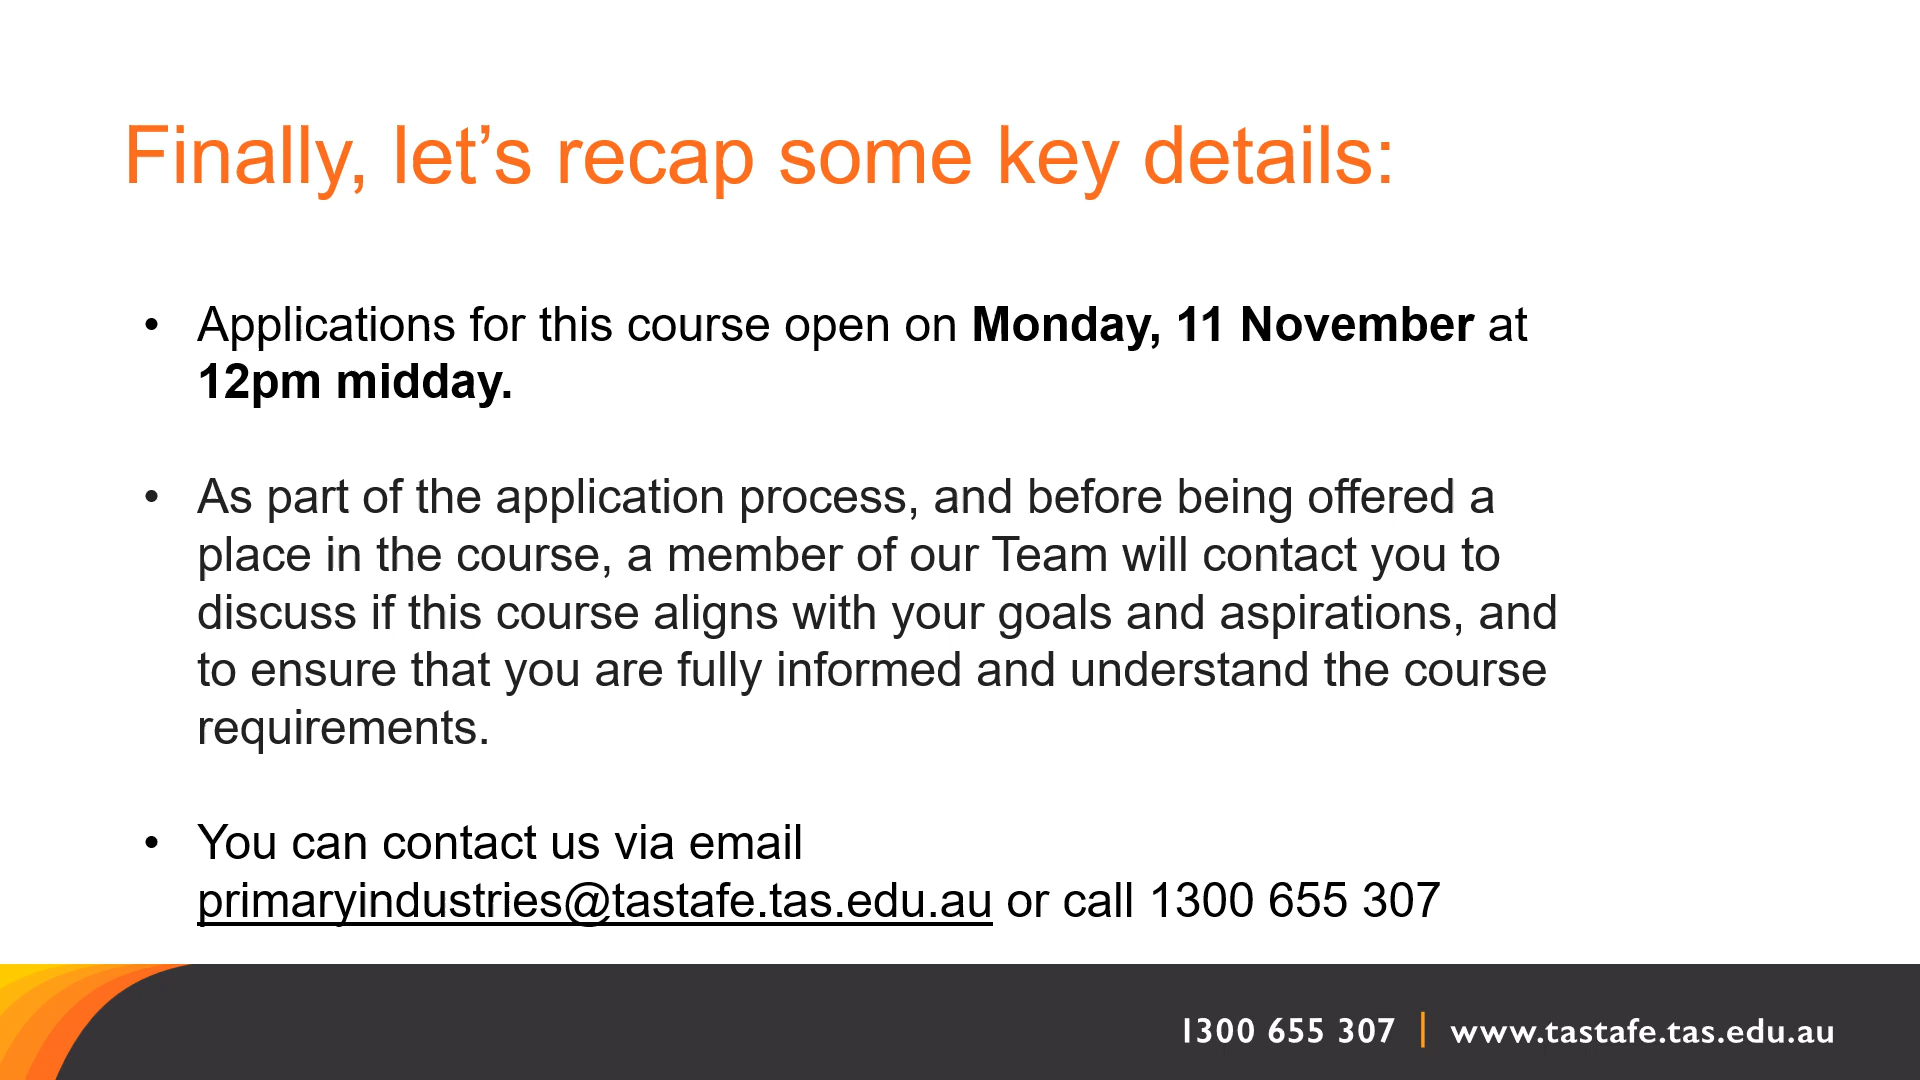 Finally, let’s recap some key details:
• Applications for this course open on Monday, 11 November at
12pm midday.
• As part of the application process, and before being offered a
place in the course, a member of our Team will contact you to
discuss if this course aligns with your goals and aspirations, and
to ensure that you are fully informed and understand the course
requirements.
• You can contact us via email
primaryindustries@tastafe.tas.edu.au or call 1300 655 307
1300 655 307 | www.tastafe.tas.edu.au